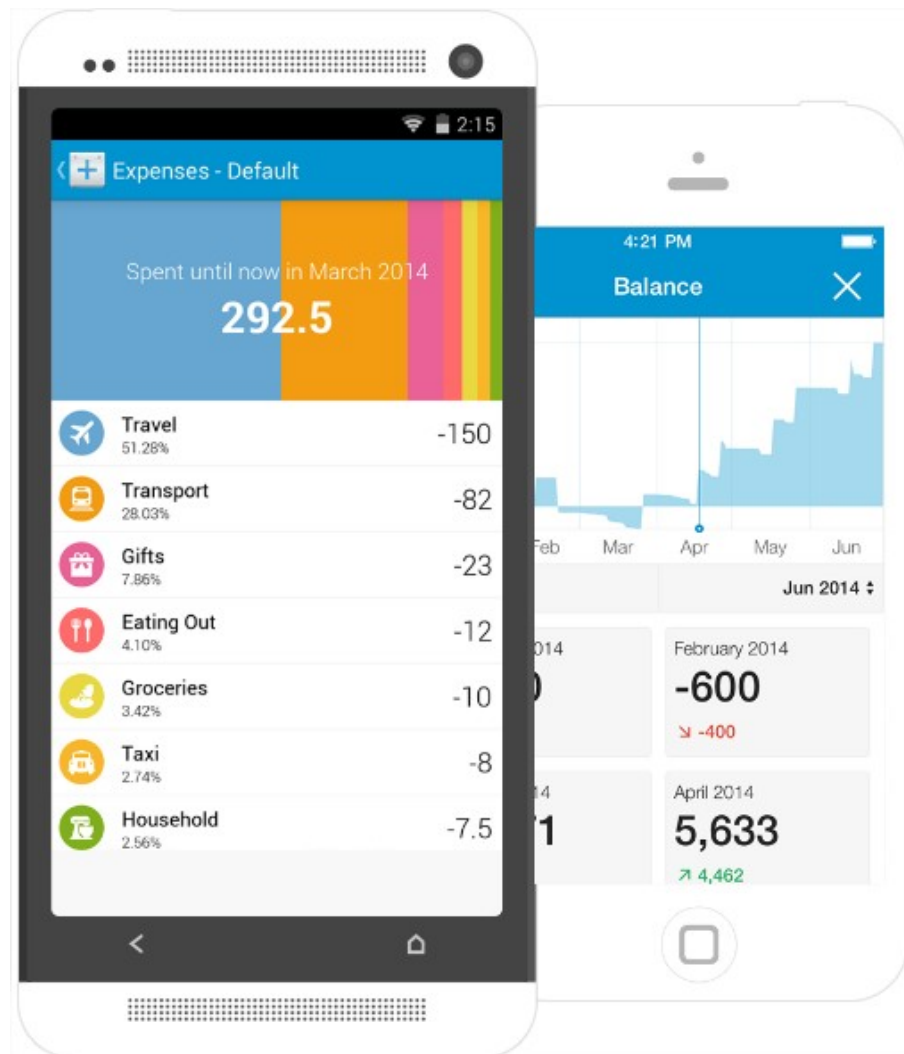 2:15
Expenses - Default
Spent until now in March 2014
292.5
Travel
51.28%
-150
Transport
28.03%
-82
Gifts
7.86%
-23
Eating Out
4.10%
-12
Groceries
3.42%
-10
Taxi
2.74%
-8
Household
2.56%
-7.5
4:21 PM
Balance
Feb Mar Apr May Jun
Jun 2014
014
February 2014
-600
-400
14
April 2014
1
5,633
4,462